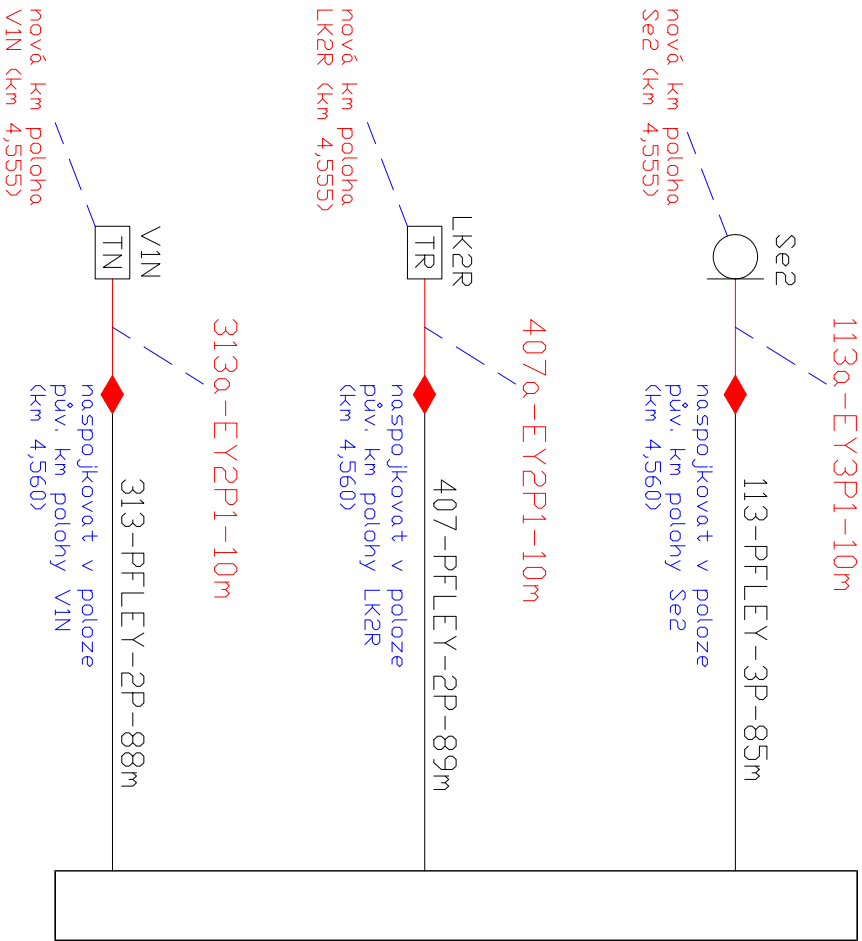 113a-EY3P1-10m
Se2
113-PFLEY-3P-85m
naspojkovat v poloze
pův. km polohy Se2
(km 4,560)
nová km poloha
Se2 (km 4,555)
407a-EY2P1-10m
LK2R
TR
407-PFLEY-2P-89m
naspojkovat v poloze
pův. km polohy LK2R
(km 4,560)
nová km poloha
LK2R (km 4,555)
313a-EY2P1-10m
V1N
TN
313-PFLEY-2P-88m
naspojkovat v poloze
pův. km polohy V1N
(km 4,560)
nová km poloha
V1N (km 4,555)